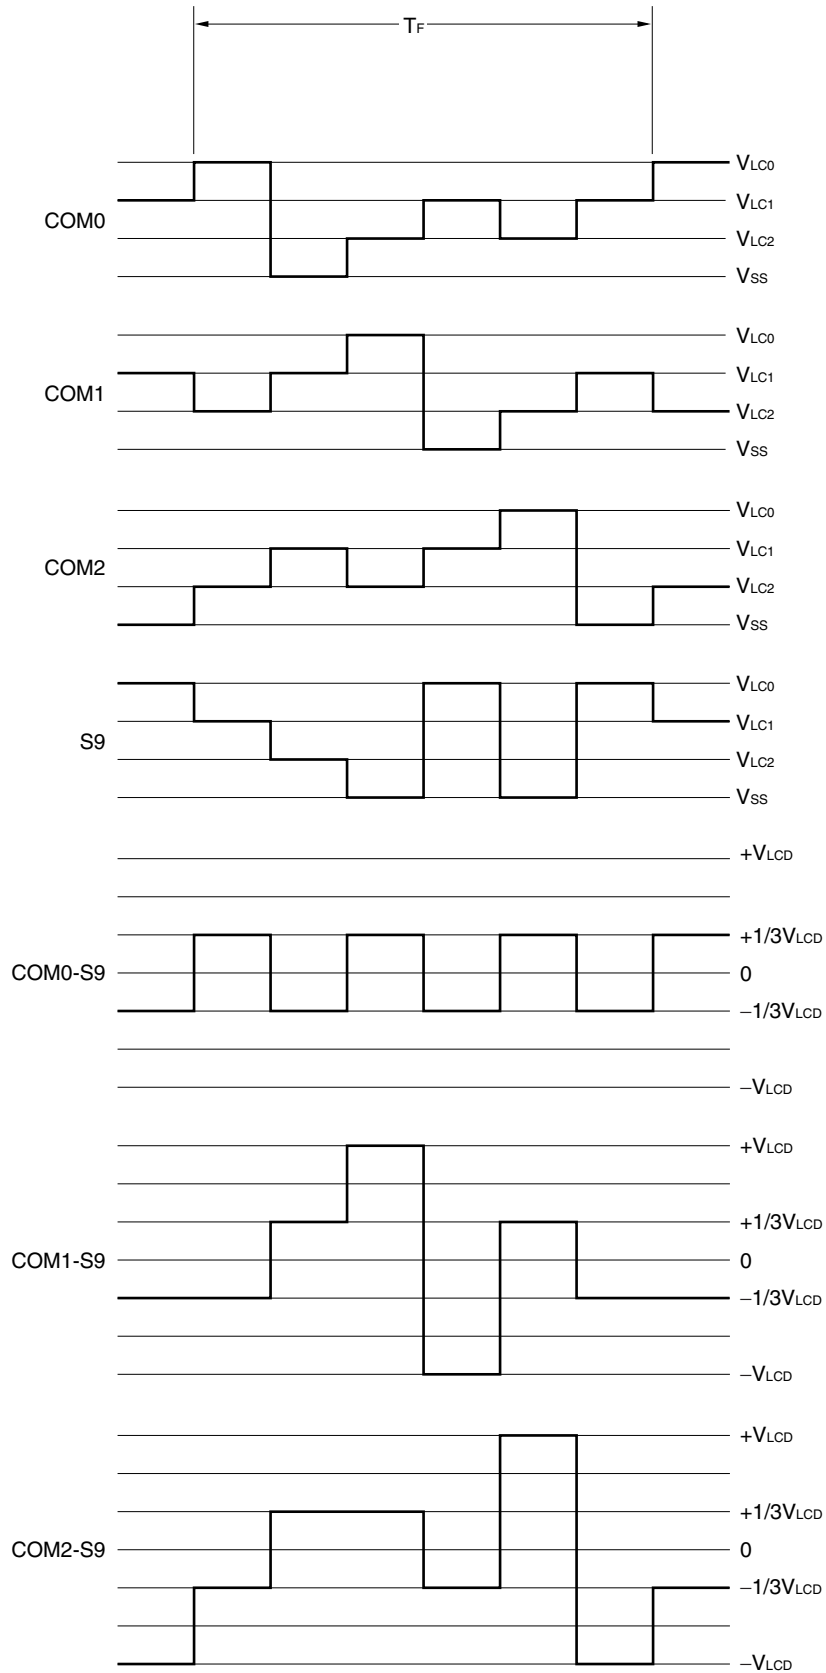 TF
VLC0
VLC1
COM0
VLC2
VSS
VLC0
VLC1
COM1
VLC2
VSS
VLC0
VLC1
COM2
VLC2
VSS
VLC0
VLC1
S9
VLC2
VSS
+VLCD
+1/3VLCD
COM0-S9
0
–1/3VLCD
–VLCD
+VLCD
+1/3VLCD
COM1-S9
0
–1/3VLCD
–VLCD
+VLCD
+1/3VLCD
COM2-S9
0
–1/3VLCD
–VLCD